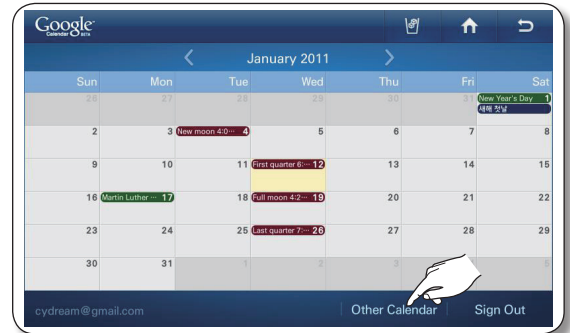 Google
Calendar BETA
January 2011
Sun Mon Tue Wed Thu Fri Sat
26 27 28 29 30 31 New Year's Day 1
새해 첫날
2 3 New moon 4:0··· 4 5 6 7 8
9 10 11 First quarter 6:··· 12 13 14 15
16 Martin Luther ··· 17 18 Full moon 4:2··· 19 20 21 22
23 24 25 Last quarter 7:··· 26 27 28 29
30 31 1 2 3 5
cydream@gmail.com Other Calendar Sign Out